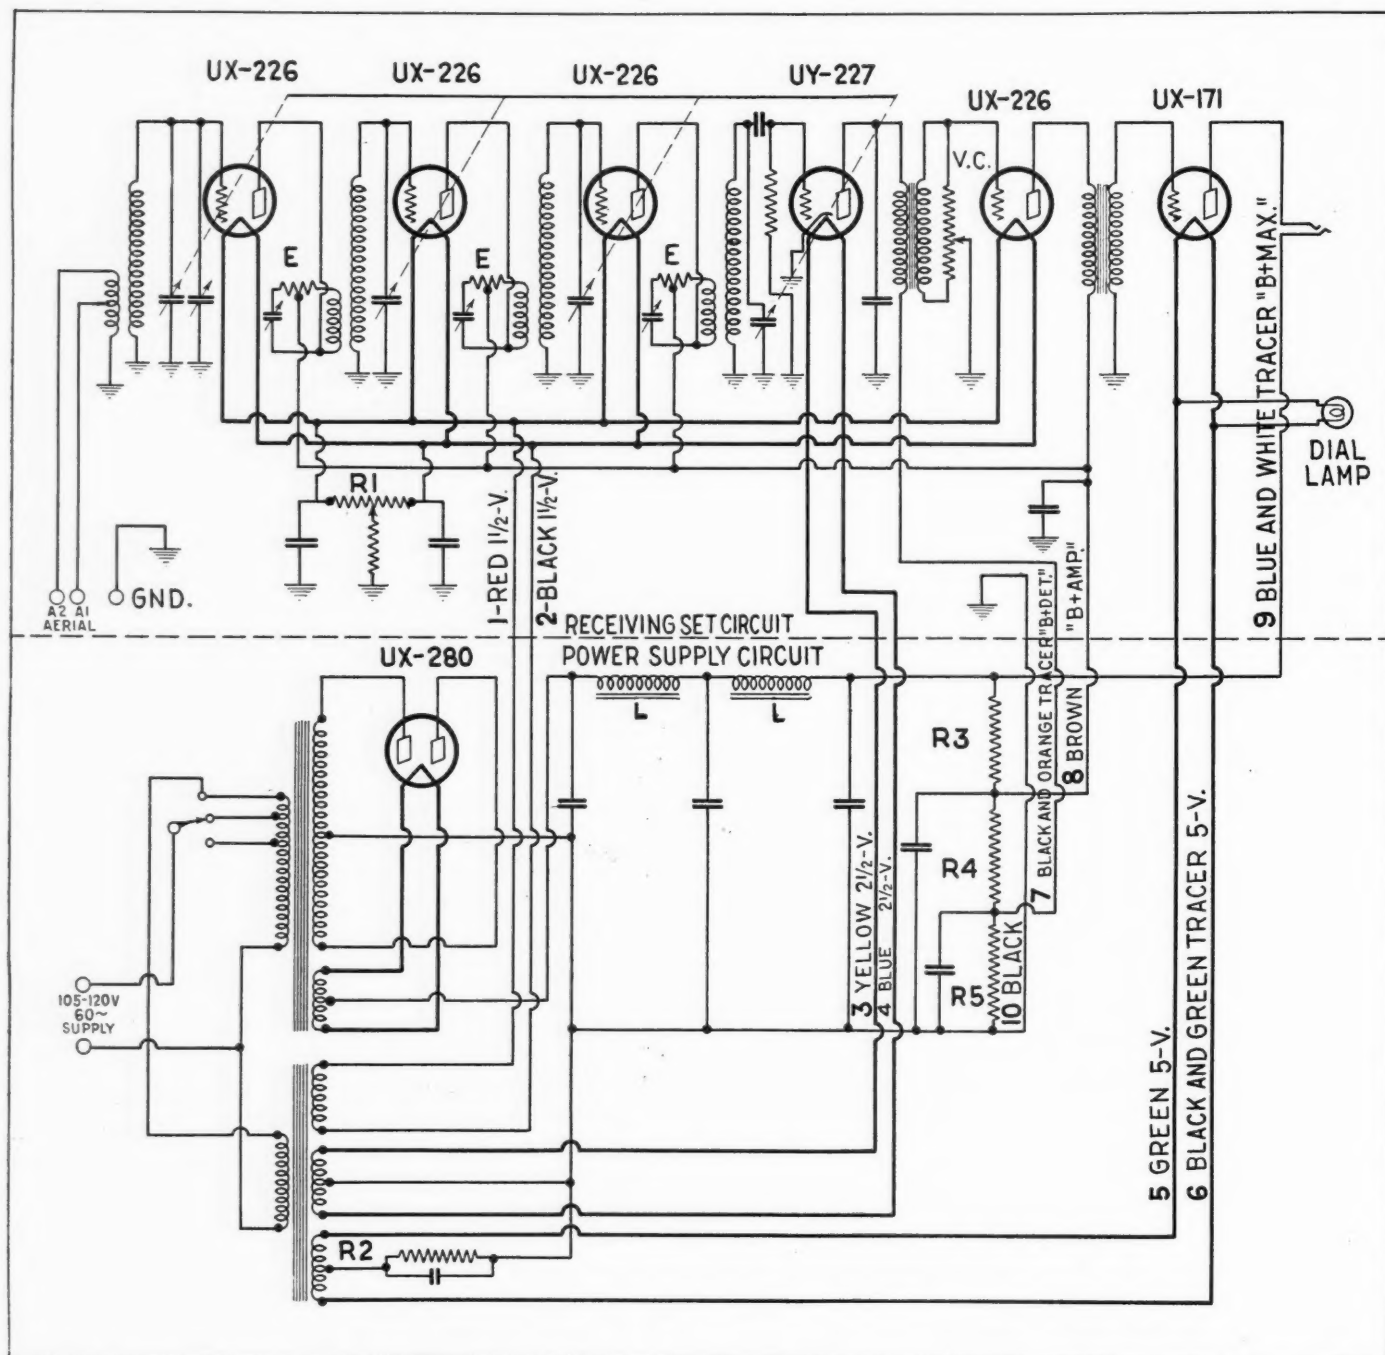 UX-226
UX-226
UX-226
UY-227
UX-226
UX-171
V.C.
E
E
E
R1
A2 A1
AERIAL
GND.
1-RED 1½-V.
2-BLACK 1½-V.
BLACK AND ORANGE TRACER "B+DET."
7
8 BROWN "B+AMP."
9 BLUE AND WHITE TRACER "B+MAX."
DIAL
LAMP
RECEIVING SET CIRCUIT
POWER SUPPLY CIRCUIT
UX-280
L
L
R3
R4
R5
3 YELLOW 2½-V.
4 BLUE 2½-V.
10 BLACK
5 GREEN 5-V.
6 BLACK AND GREEN TRACER 5-V.
105-120V
60~
SUPPLY
R2